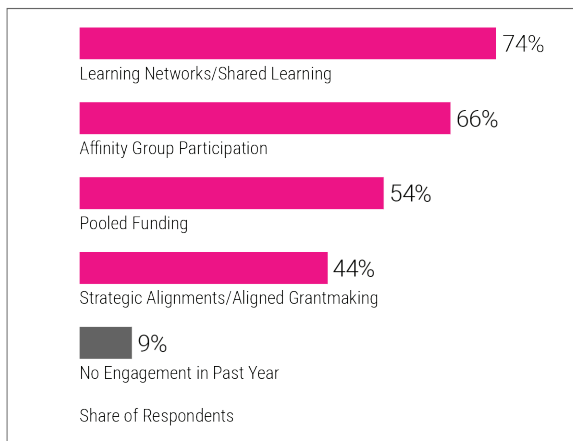 74%
Learning Networks/Shared Learning
66%
Affinity Group Participation
54%
Pooled Funding
44%
Strategic Alignments/Aligned Grantmaking
9%
No Engagement in Past Year
Share of Respondents